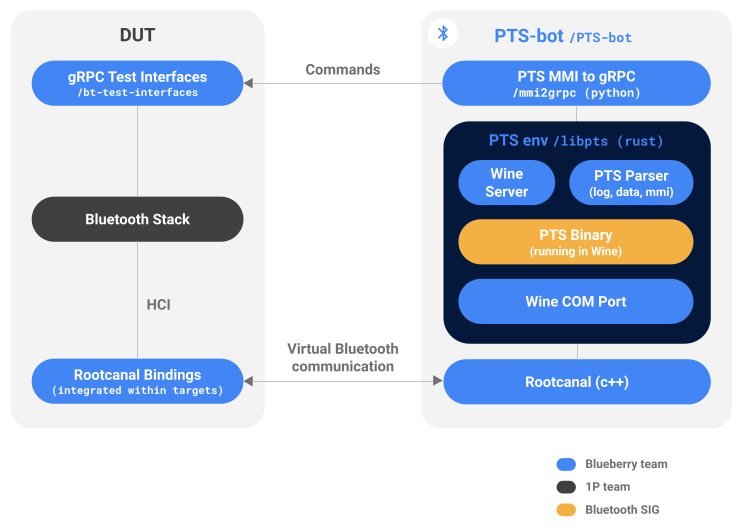 DUT
gRPC Test Interfaces
/bt-test-interfaces
Bluetooth Stack
HCI
Rootcanal Bindings
(integrated within targets)
Commands
Virtual Bluetooth
communication
PTS-bot /PTS-bot
PTS MMI to gRPC
/mmi2grpc (python)
PTS env /libpts (rust)
Wine
Server
PTS Parser
(log, data, mmi)
PTS Binary
(running in Wine)
Wine COM Port
Rootcanal (c++)
Blueberry team
1P team
Bluetooth SIG